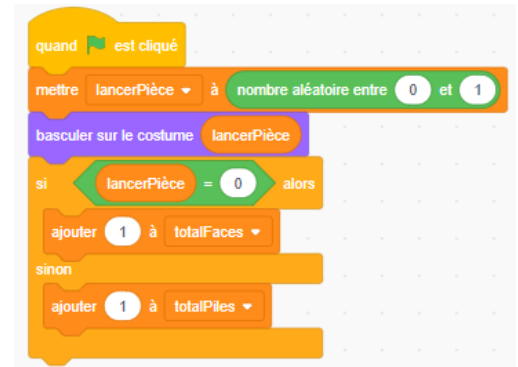 quand est cliqué
mettre lancerPièce à nombre aléatoire entre 0 et 1
basculer sur le costume lancerPièce
si lancerPièce = 0 alors
ajouter 1 à totalFaces
sinon
ajouter 1 à totalPiles